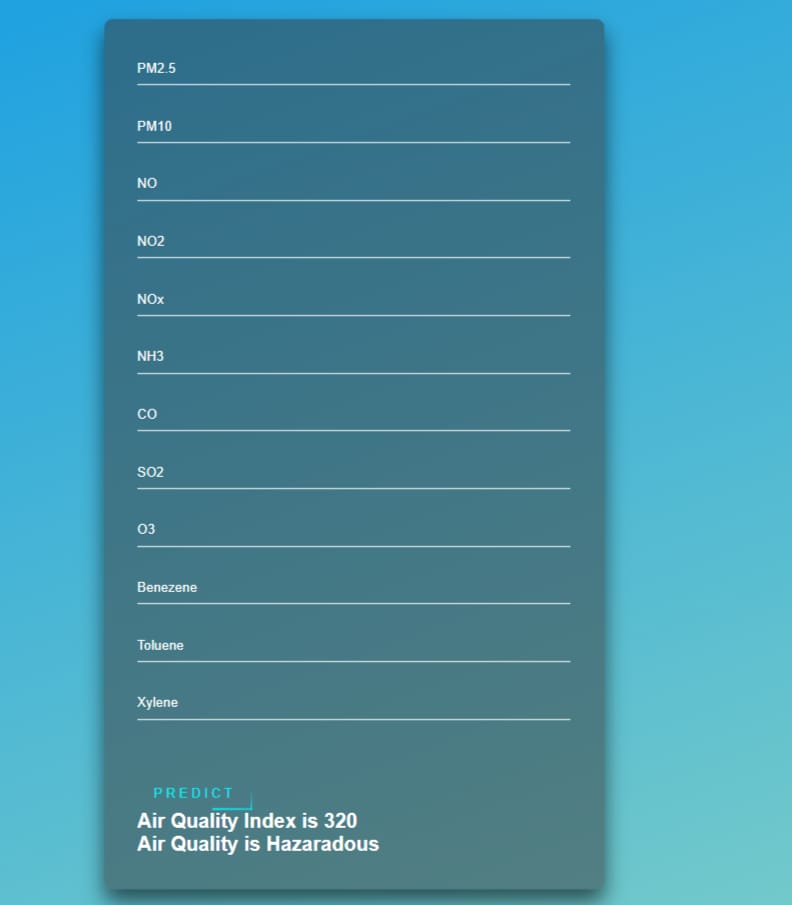 PM2.5
PM10
NO
NO2
NOx
NH3
CO
SO2
O3
Benezene
Toluene
Xylene
PREDICT
Air Quality Index is 320
Air Quality is Hazaradous